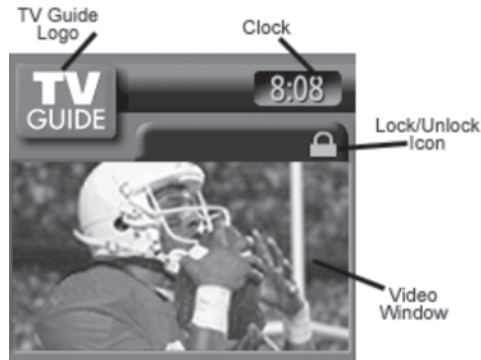 TV Guide
Logo
Clock
TV
GUIDE
8:08
Lock/Unlock
Icon
Video
Window